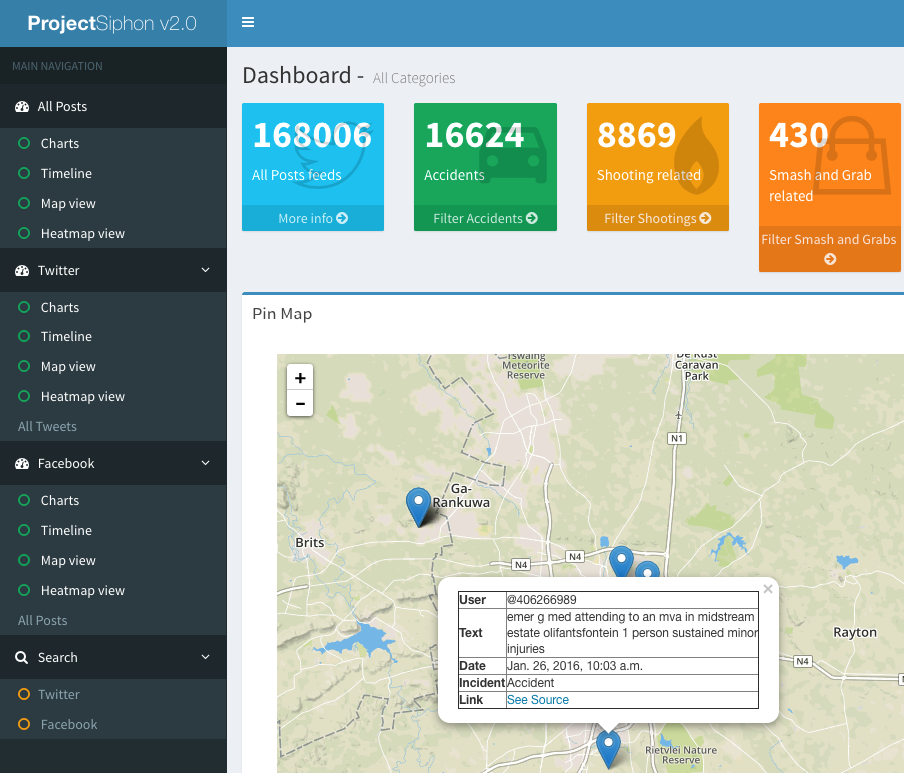 ProjectSiphon v2.0
MAIN NAVIGATION
All Posts
Charts
Timeline
Map view
Heatmap view
Twitter
Charts
Timeline
Map view
Heatmap view
All Tweets
Facebook
Charts
Timeline
Map view
Heatmap view
All Posts
Search
Twitter
Facebook
Dashboard - All Categories
168006
All Posts feeds
More info
16624
Accidents
Filter Accidents
8869
Shooting related
Filter Shootings
430
Smash and Grab
related
Filter Smash and Grabs
Pin Map
+
-
Tswaing
Meteorite
Reserve
De Rust
Caravan
Park
N1
Ga-
Rankuwa
Brits
N4
N4
×
User @406266989
Text emer g med attending to an mva in midstream
estate olifantsfontein 1 person sustained minor
injuries
Date Jan. 26, 2016, 10:03 a.m.
Incident Accident
Link See Source
Rayton
N4
Rietvlei Nature
Reserve